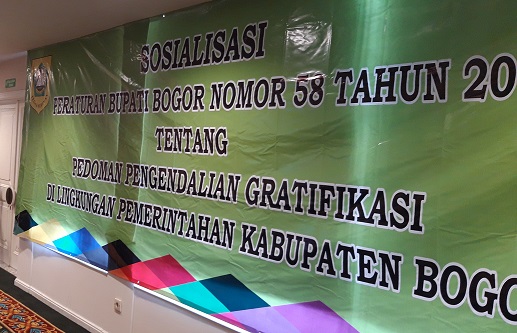 SOSIALISASI
PERATURAN BUPATI BOGOR NOMOR 58 TAHUN 20
TENTANG
PEDOMAN PENGENDALIAN GRATIFIKASI
DI LINGKUNGAN PEMERINTAHAN KABUPATEN BOGO